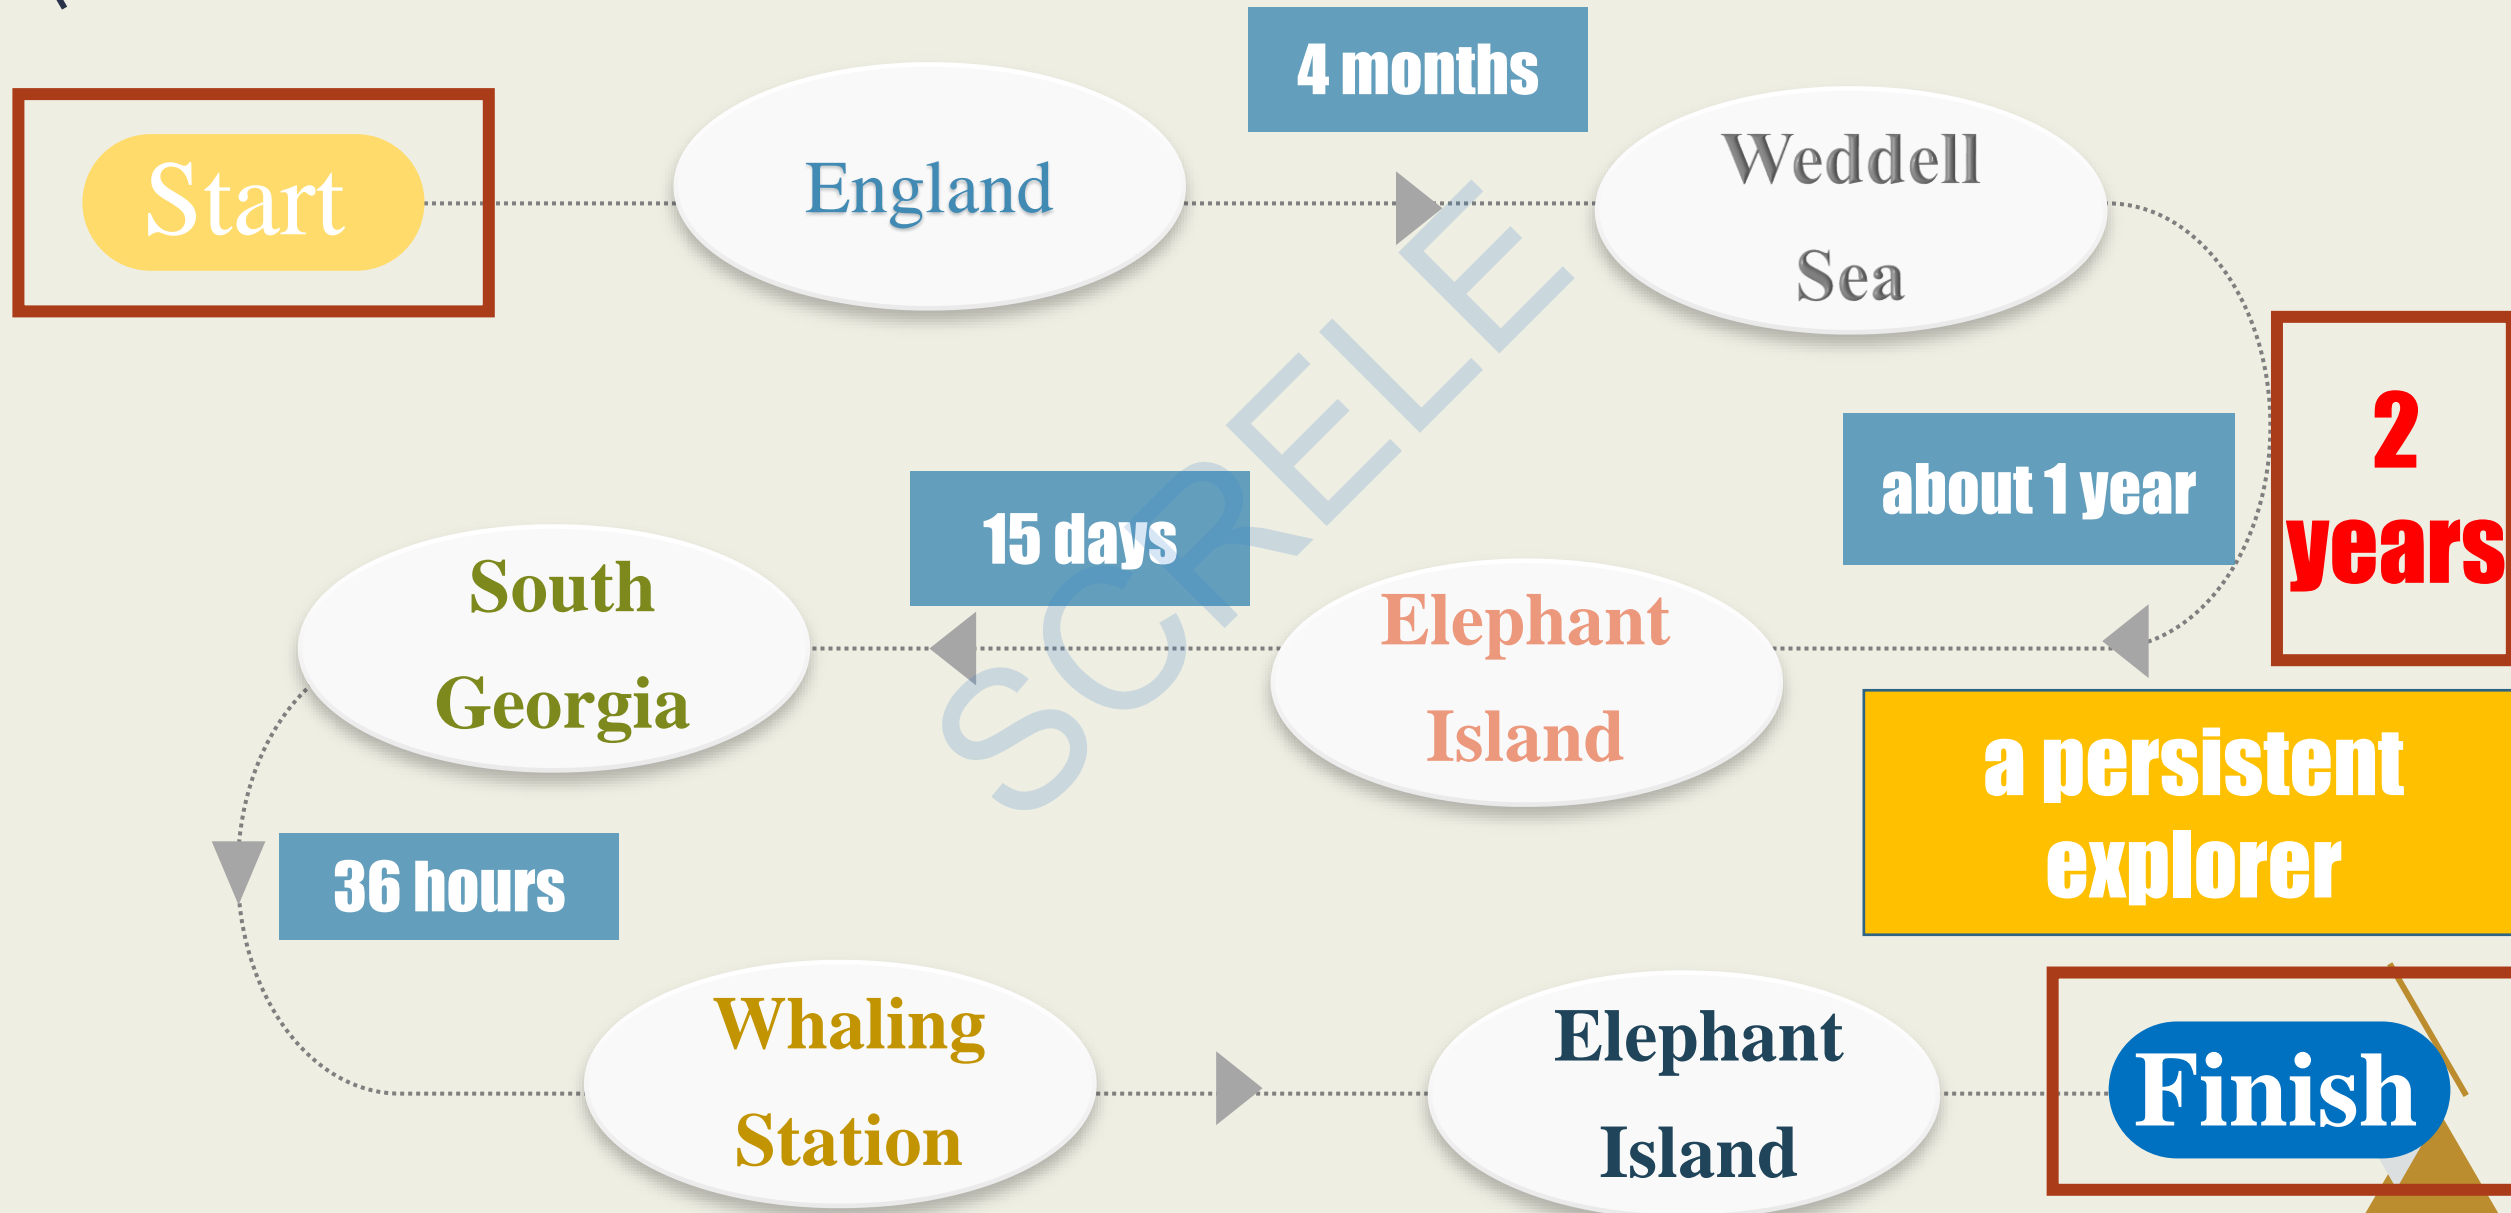 Start
England
4 months
Weddell
Sea
about 1 year
2
years
Elephant
Island
15 days
South
Georgia
36 hours
Whaling
Station
Elephant
Island
Finish
a persistent
explorer
SCRELE